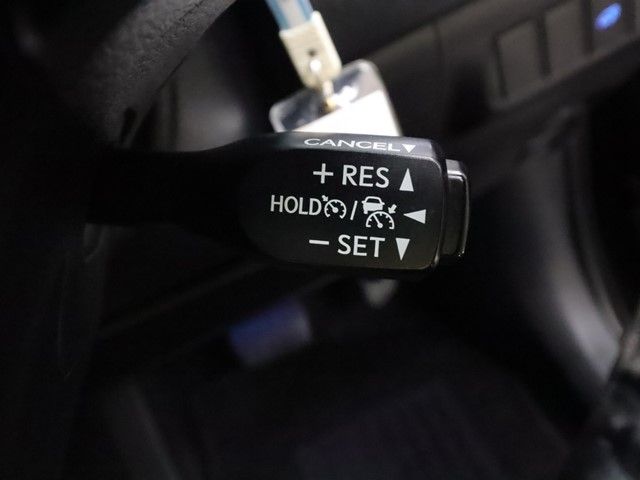 CANCEL▼
+ RES ▲
HOLD / ◀
− SET ▼